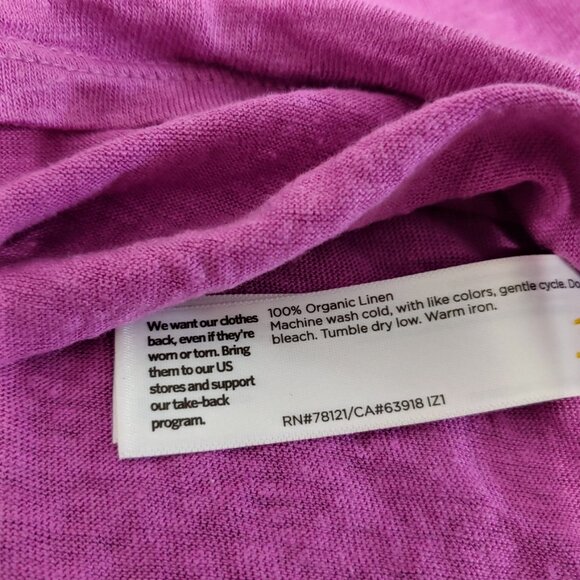 We want our clothes
back, even if they're
worn or torn. Bring
them to our US
stores and support
our take-back
program.
100% Organic Linen
Machine wash cold, with like colors, gentle cycle. Do
bleach. Tumble dry low. Warm iron.
RN#78121/CA#63918 IZ1